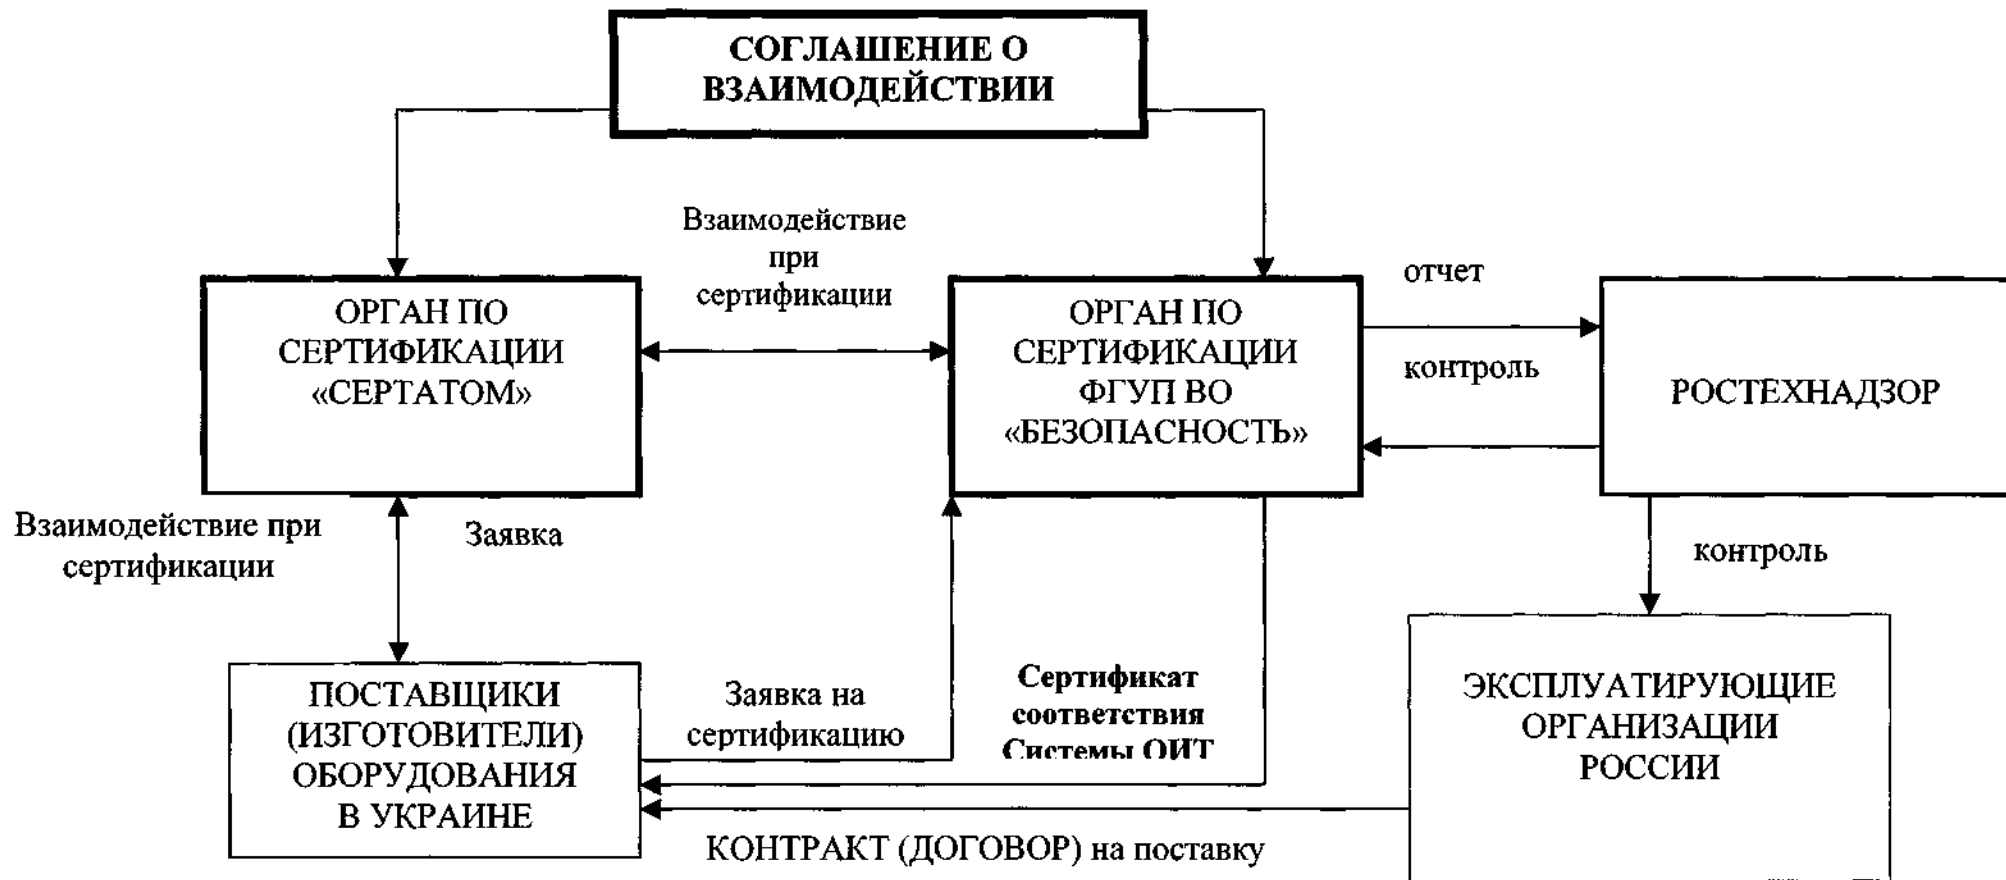 СОГЛАШЕНИЕ О
ВЗАИМОДЕЙСТВИИ
Взаимодействие
при
сертификации
ОРГАН ПО
СЕРТИФИКАЦИИ
«СЕРТАТОМ»
ОРГАН ПО
СЕРТИФИКАЦИИ
ФГУП ВО
«БЕЗОПАСНОСТЬ»
отчет
контроль
РОСТЕХНАДЗОР
Взаимодействие при
сертификации
Заявка
контроль
ПОСТАВЩИКИ
(ИЗГОТОВИТЕЛИ)
ОБОРУДОВАНИЯ
В УКРАИНЕ
Заявка на
сертификацию
Сертификат
соответствия
Системы ОИТ
ЭКСПЛУАТИРУЮЩИЕ
ОРГАНИЗАЦИИ
РОССИИ
КОНТРАКТ (ДОГОВОР) на поставку